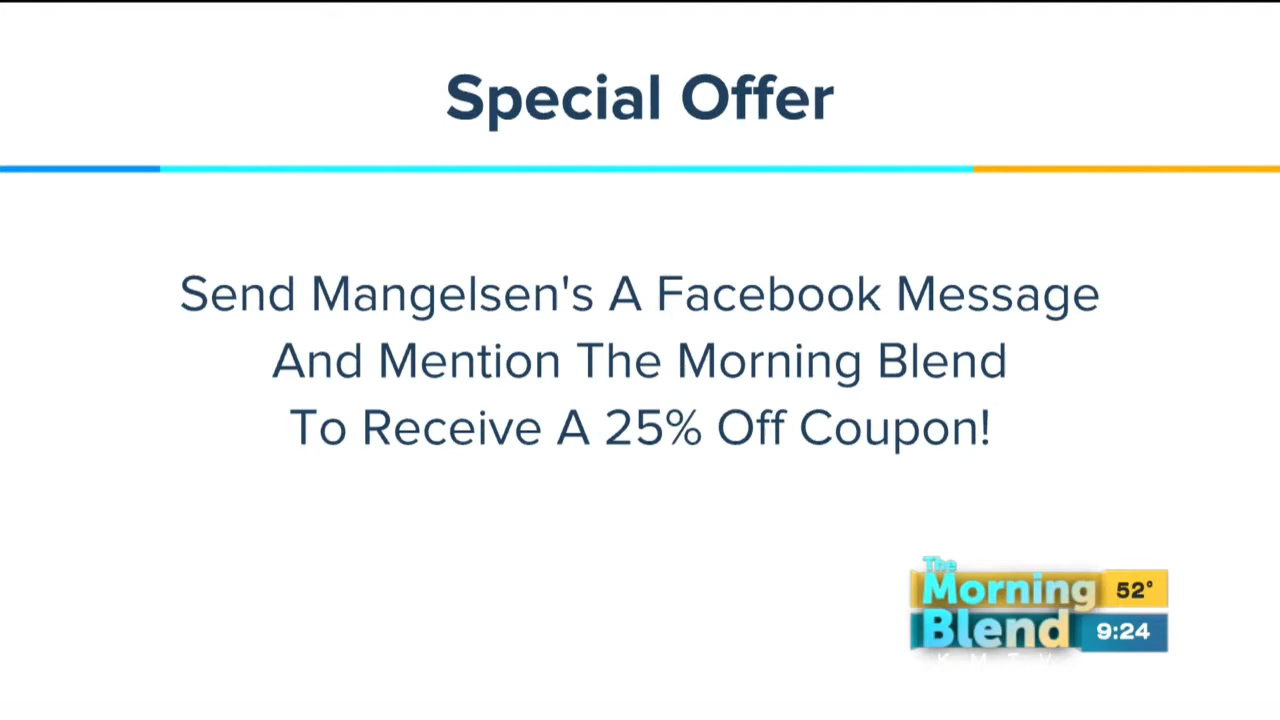 Special Offer
Send Mangelsen's A Facebook Message
And Mention The Morning Blend
To Receive A 25% Off Coupon!
The
Morning
52°
Blend
9:24
KMTV